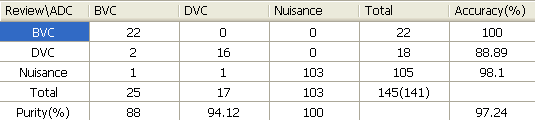 Review\ADC BVC DVC Nuisance Total Accuracy(%)
BVC 22 0 0 22 100
DVC 2 16 0 18 88.89
Nuisance 1 1 103 105 98.1
Total 25 17 103 145(141)
Purity(%) 88 94.12 100 97.24